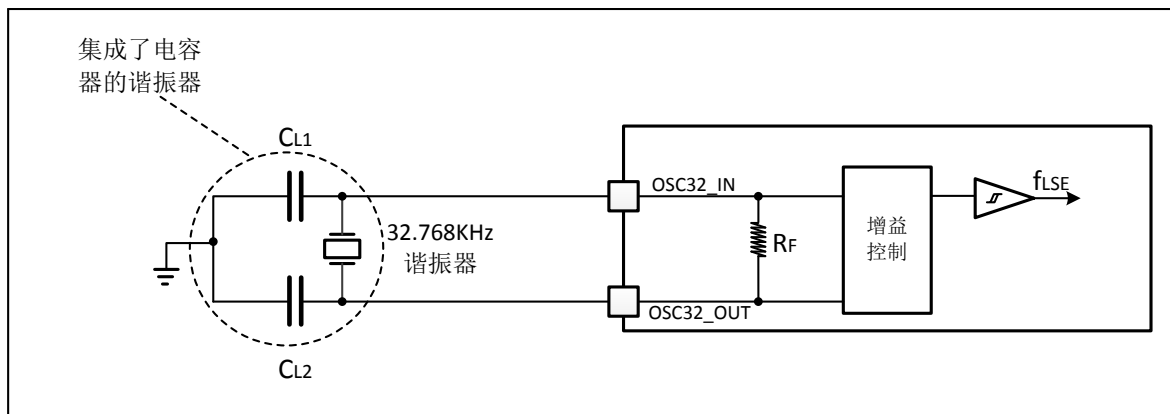 集成了电容
器的谐振器
CL1
OSC32_IN
fLSE
32.768KHz
谐振器
RF
增益
控制
OSC32_OUT
CL2